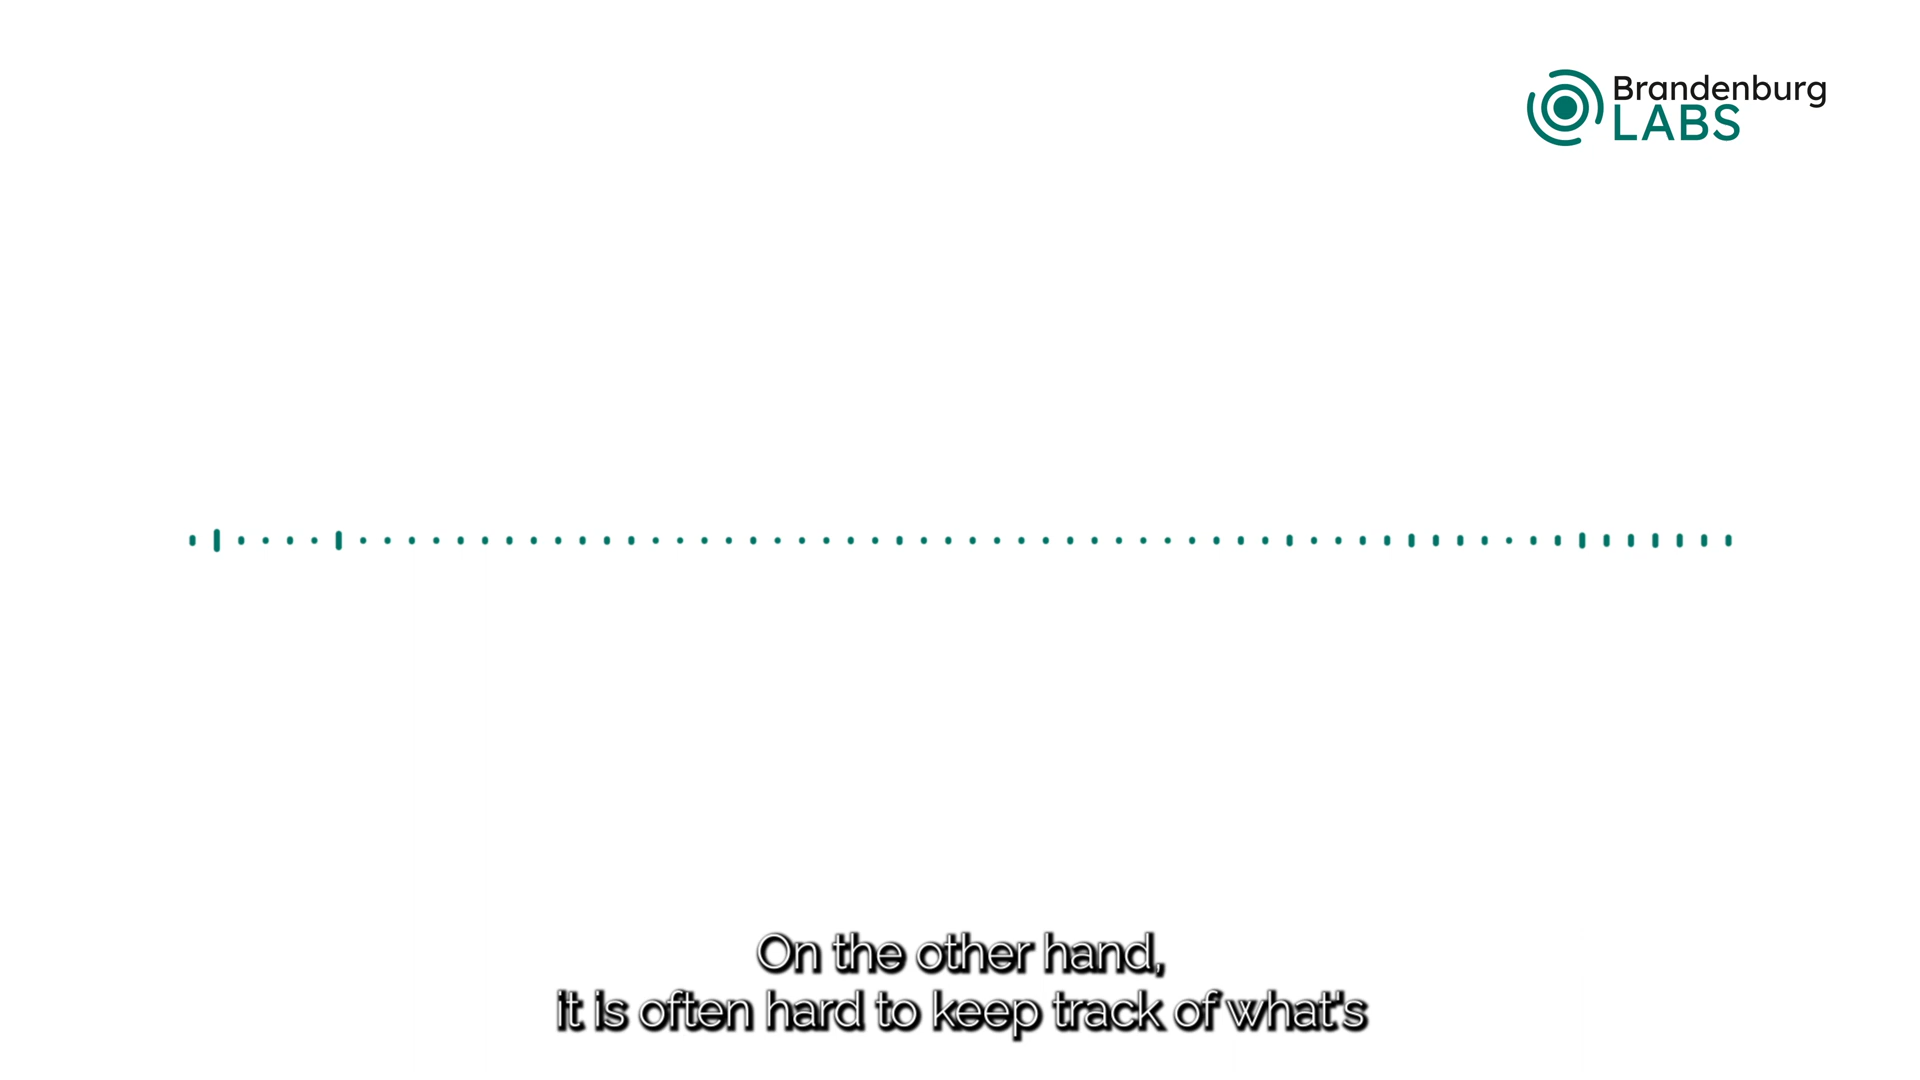 Brandenburg
LABS
On the other hand,
it is often hard to keep track of what's